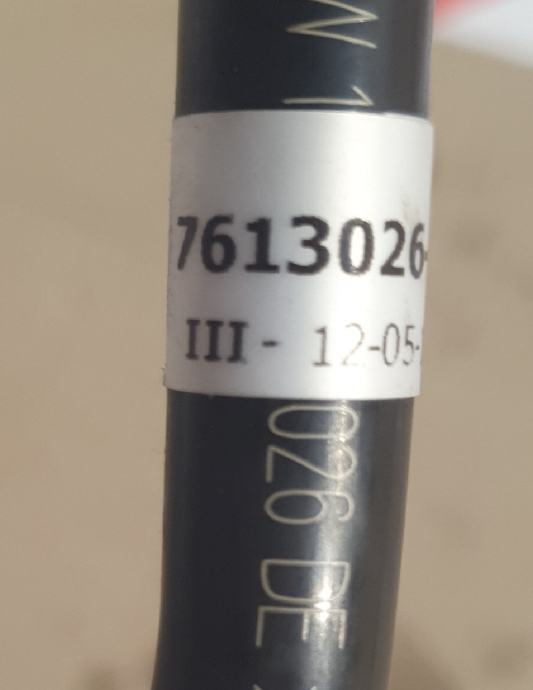 W 1
7613026-
III - 12-05-
026 DE